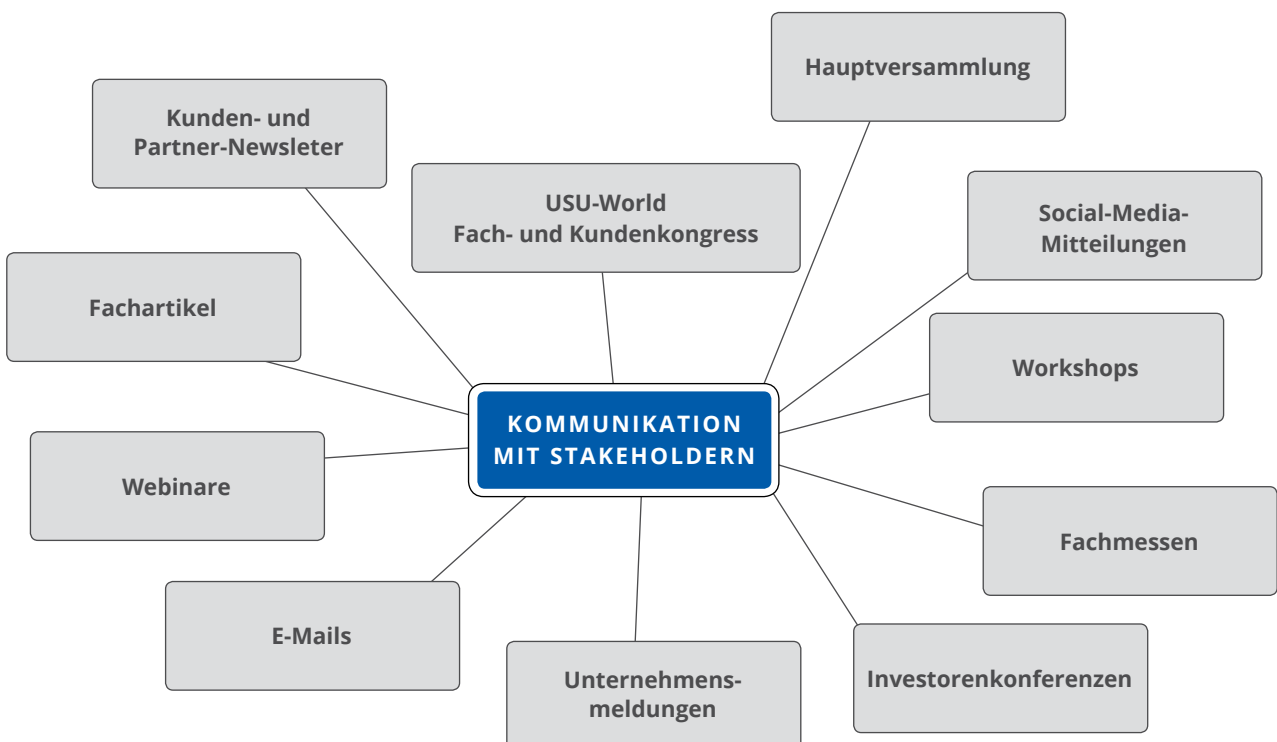 Hauptversammlung
Kunden- und
Partner-Newsleter
USU-World
Fach- und Kundenkongress
Social-Media-
Mitteilungen
Fachartikel
Workshops
KOMMUNIKATION
MIT STAKEHOLDERN
Webinare
Fachmessen
E-Mails
Unternehmens-
meldungen
Investorenkonferenzen